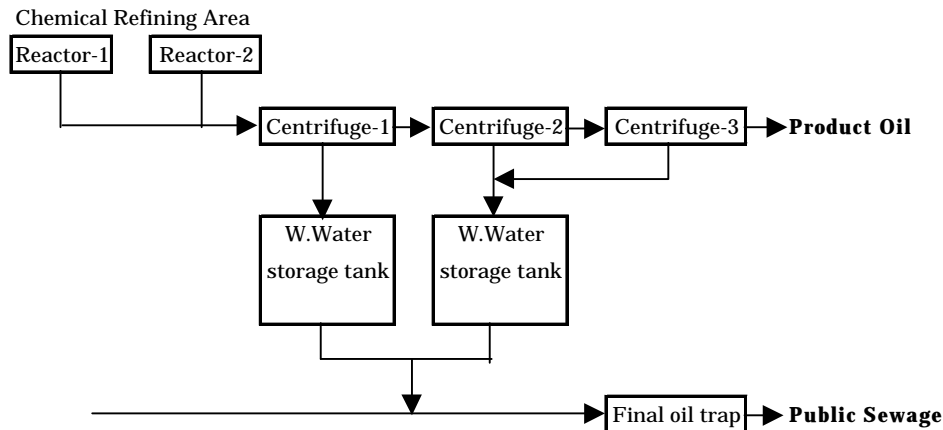 Chemical Refining Area
Reactor-1
Reactor-2
Centrifuge-1
Centrifuge-2
Centrifuge-3
Product Oil
W.Water
storage tank
W.Water
storage tank
Final oil trap
Public Sewage